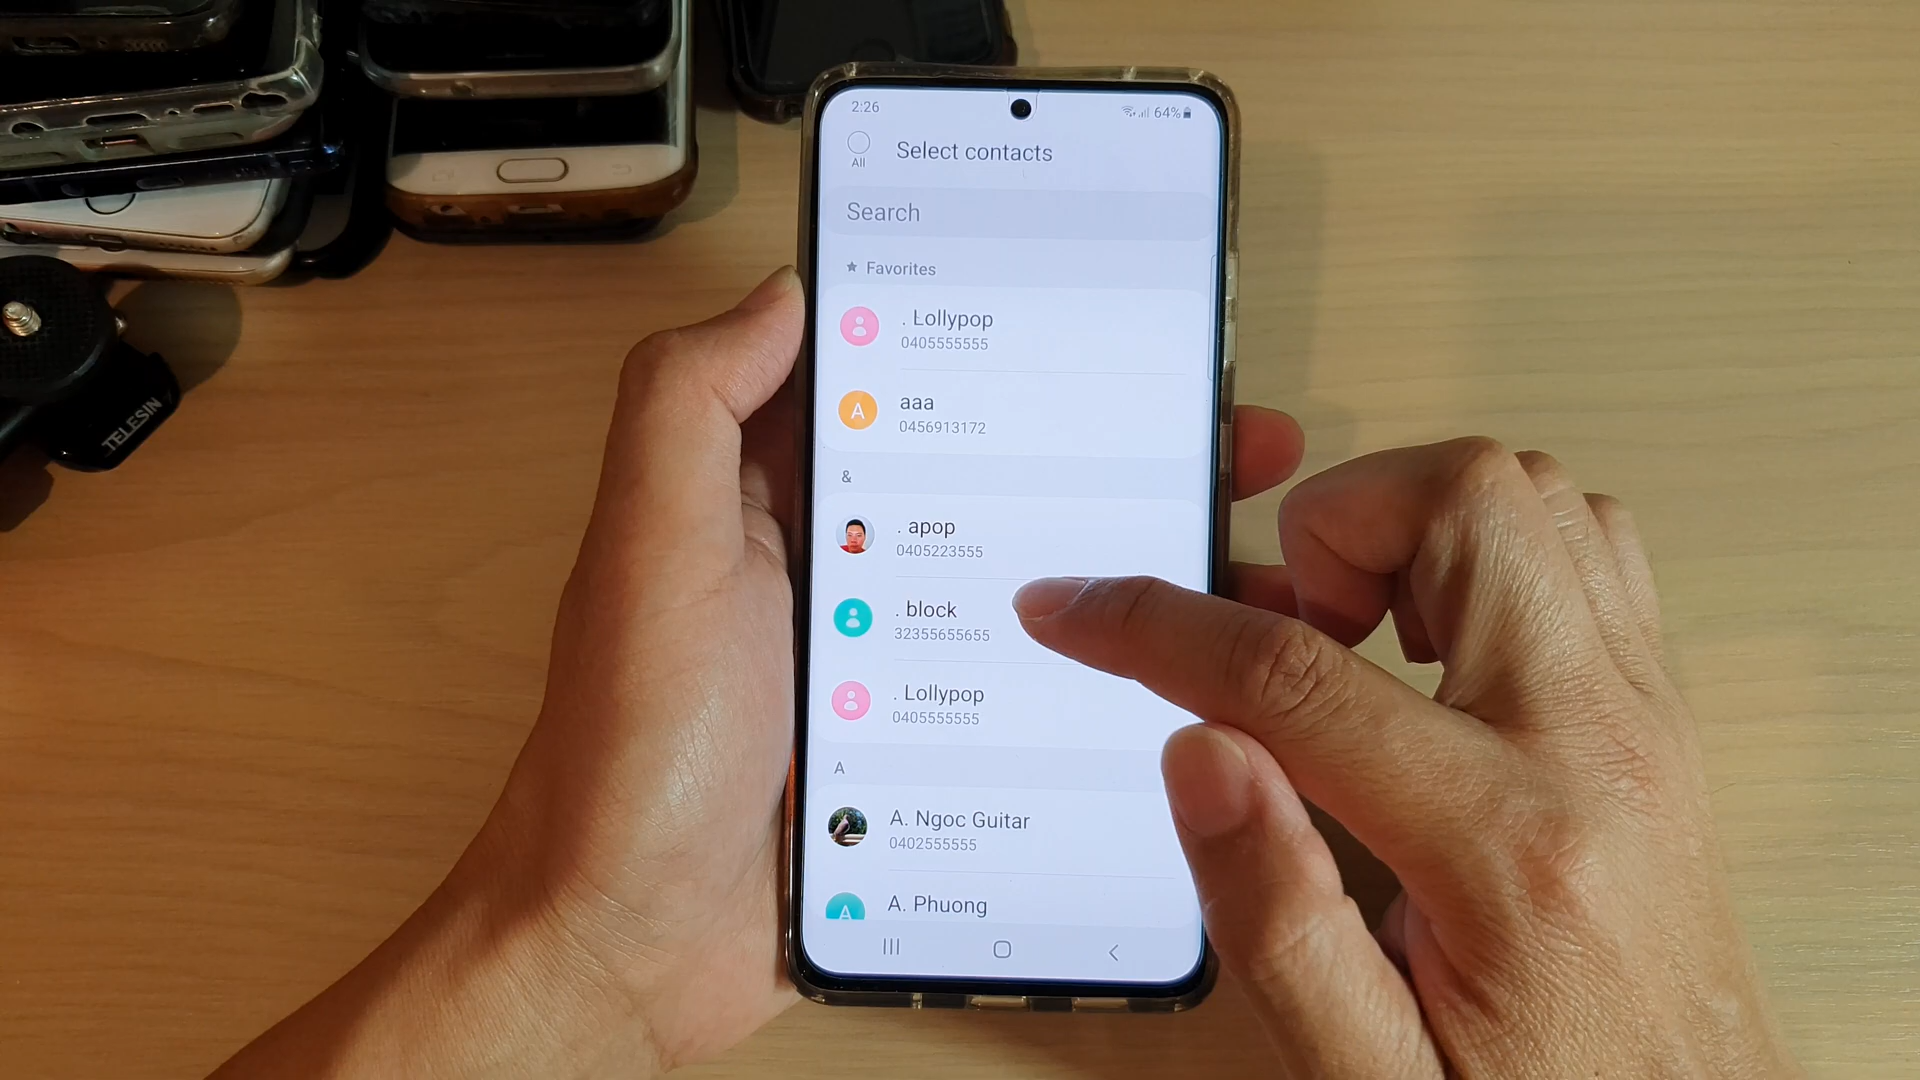 2:26
64%
All
Select contacts
Search
Favorites
. Lollypop
0405555555
A
aaa
0456913172
&
. apop
0405223555
. block
32355655655
. Lollypop
0405555555
A
A. Ngoc Guitar
0402555555
A
A. Phuong
TELESIN